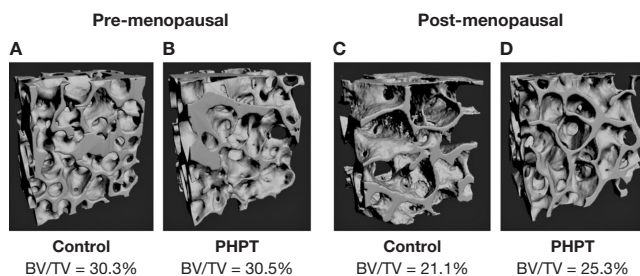 Pre-menopausal Post-menopausal
A B C D
Control PHPT Control PHPT
BV/TV = 30.3% BV/TV = 30.5% BV/TV = 21.1% BV/TV = 25.3%